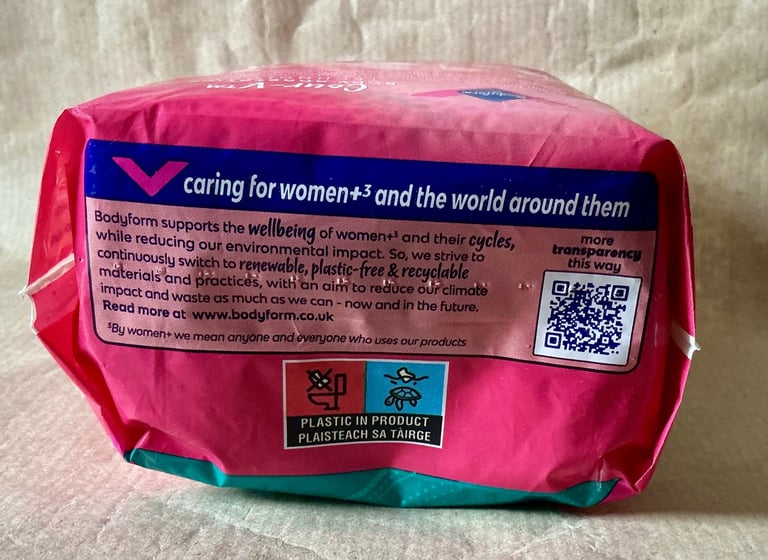 Cour-V™
bodyform
caring for women+³ and the world around them
Bodyform supports the wellbeing of women+³ and their cycles,
while reducing our environmental impact. So, we strive to
continuously switch to renewable, plastic-free & recyclable
materials and practices, with an aim to reduce our climate
impact and waste as much as we can - now and in the future.
Read more at www.bodyform.co.uk
³By women+ we mean anyone and everyone who uses our products
more
transparency
this way
PLASTIC IN PRODUCT
PLAISTEACH SA TÀIRGE